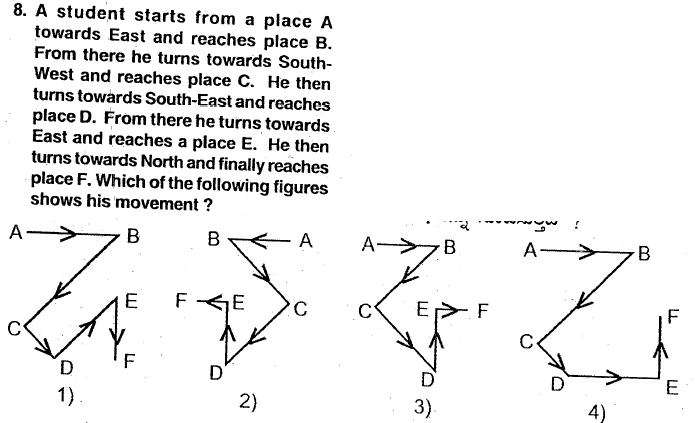 8. A student starts from a place A
towards East and reaches place B.
From there he turns towards South-
West and reaches place C. He then
turns towards South-East and reaches
place D. From there he turns towards
East and reaches a place E. He then
turns towards North and finally reaches
place F. Which of the following figures
shows his movement ?
A B C D E F
1)
B A C F E D
2)
A B C E F D
3)
A B C D E F
4)